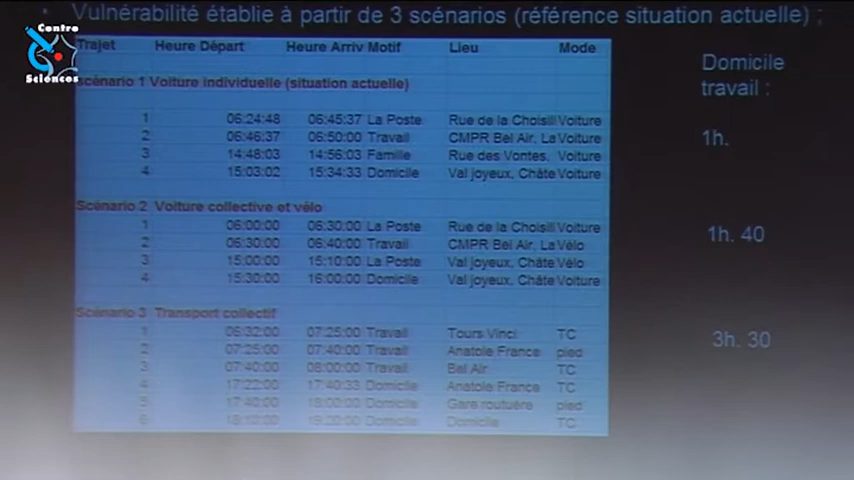 • Vulnérabilité établie à partir de 3 scénarios (référence situation actuelle) ;
Centre
Sciences
Trajet Heure Départ Heure Arriv Motif Lieu Mode
Scénario 1 Voiture individuelle (situation actuelle)
1 06:24:48 06:45:37 La Poste Rue de la Choisill Voiture
2 06:46:37 06:50:00 Travail CMPR Bel Air, La Voiture
3 14:48:03 14:56:03 Famille Rue des Vontes, Voiture
4 15:03:02 15:34:33 Domicile Val joyeux, Châte Voiture
Scénario 2 Voiture collective et vélo
1 06:00:00 06:30:00 La Poste Rue de la Choisill Voiture
2 06:30:00 06:40:00 Travail CMPR Bel Air, La Vélo
3 15:00:00 15:10:00 La Poste Val joyeux, Châte Vélo
4 15:30:00 16:00:00 Domicile Val joyeux, Châte Voiture
Scénario 3 Transport collectif
1 06:32:00 07:25:00 Travail Tours Vinci TC
2 07:25:00 07:40:00 Travail Anatole France pied
3 07:40:00 08:00:00 Travail Bel Air TC
4 17:22:00 17:40:33 Domicile Anatole France TC
5 17:40:00 18:00:00 Domicile Gare routière pied
6 Domicile Domicile TC
Domicile
travail :
1h.
1h. 40
3h. 30